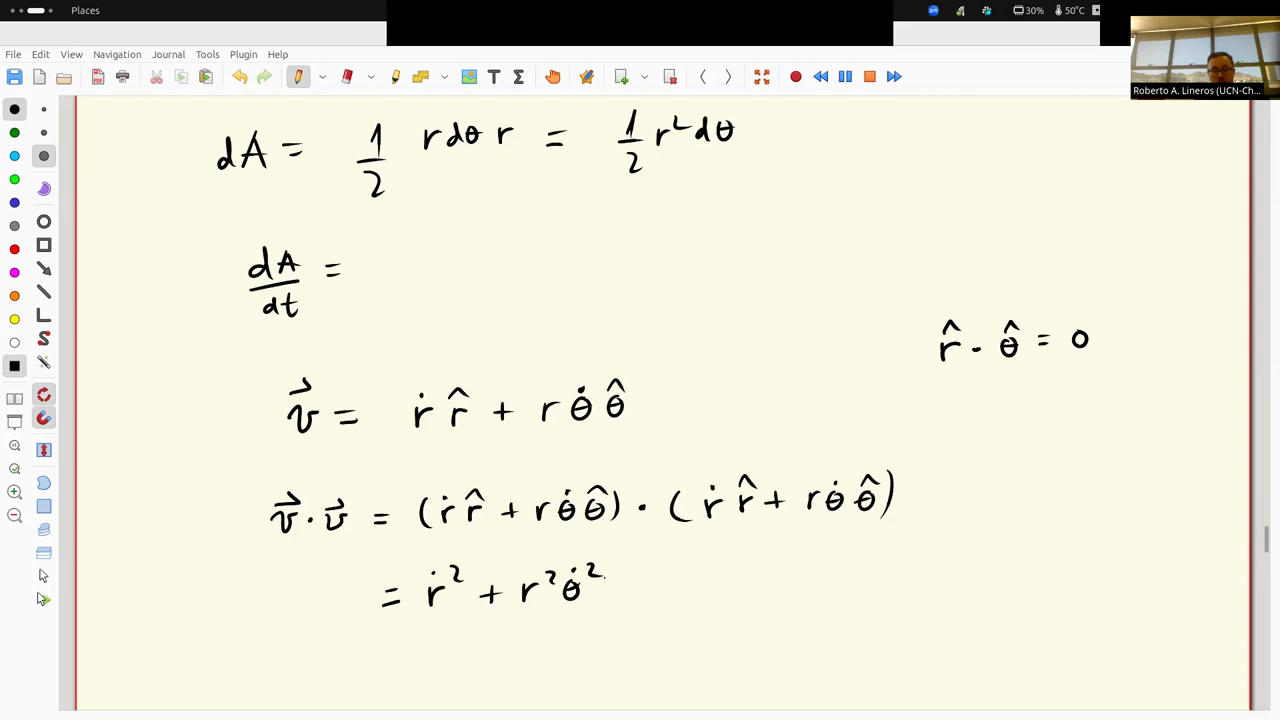 Places
30% 50°C
File Edit View Navigation Journal Tools Plugin Help
Roberto A. Lineros (UCN-Ch...
dA = 1/2 r dθ r = 1/2 r² dθ
dA/dt =
r̂ · θ̂ = 0
v⃗ = ṙ r̂ + r θ̇ θ̂
v⃗ · v⃗ = (ṙ r̂ + r θ̇ θ̂) · (ṙ r̂ + r θ̇ θ̂)
= ṙ² + r² θ̇²